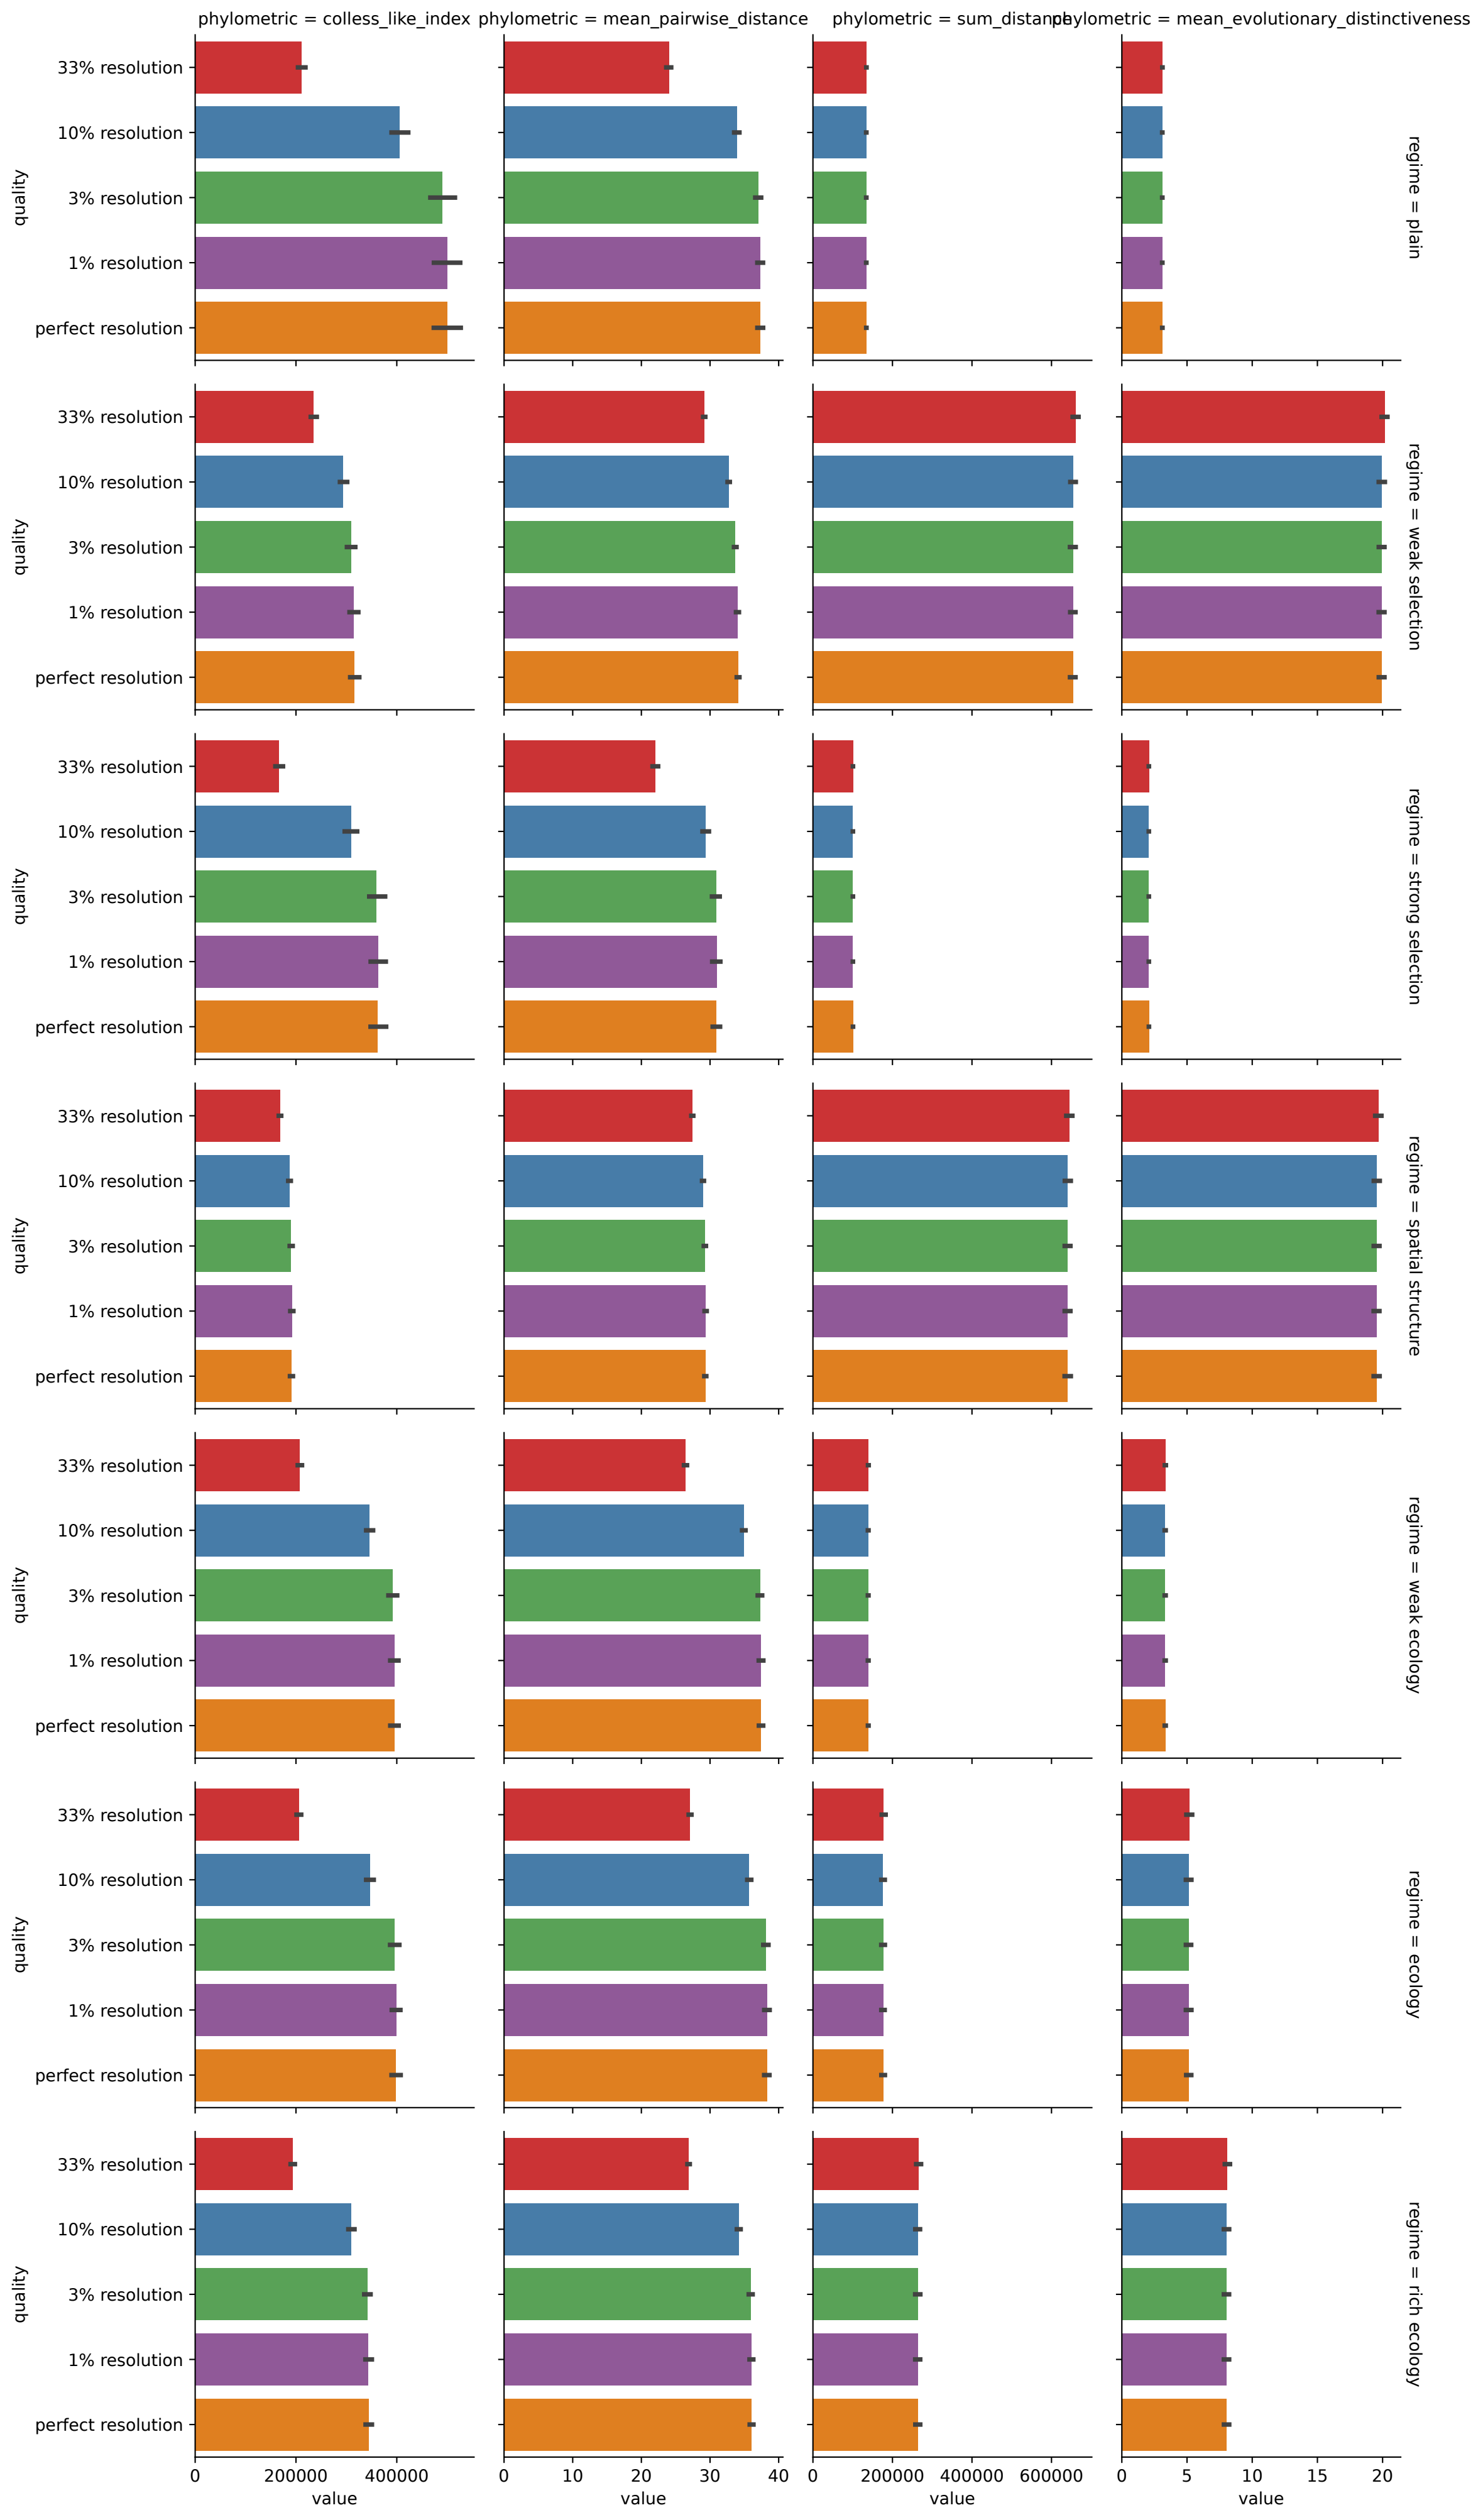 phylometric = colless_like_index
phylometric = mean_pairwise_distance
phylometric = sum_distance
phylometric = mean_evolutionary_distinctiveness
quality
33% resolution
10% resolution
3% resolution
1% resolution
perfect resolution
regime = plain
quality
33% resolution
10% resolution
3% resolution
1% resolution
perfect resolution
regime = weak selection
quality
33% resolution
10% resolution
3% resolution
1% resolution
perfect resolution
regime = strong selection
quality
33% resolution
10% resolution
3% resolution
1% resolution
perfect resolution
regime = spatial structure
quality
33% resolution
10% resolution
3% resolution
1% resolution
perfect resolution
regime = weak ecology
quality
33% resolution
10% resolution
3% resolution
1% resolution
perfect resolution
regime = ecology
quality
33% resolution
10% resolution
3% resolution
1% resolution
perfect resolution
regime = rich ecology
0 200000 400000
0 10 20 30 40
0 200000 400000 600000
0 5 10 15 20
value
value
value
value